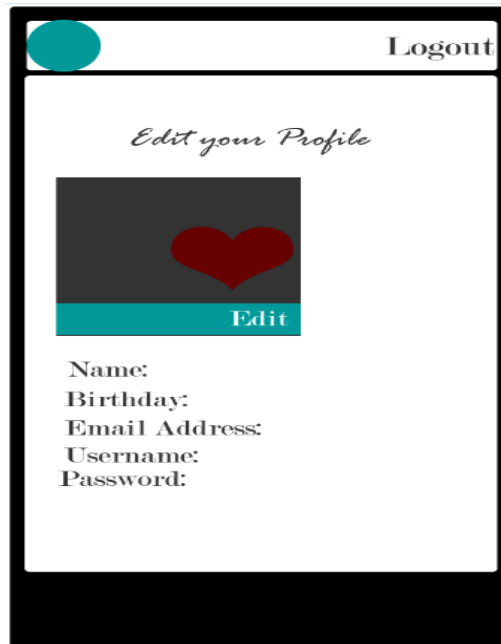 Logout
Edit your Profile
Edit
Name:
Birthday:
Email Address:
Username:
Password: